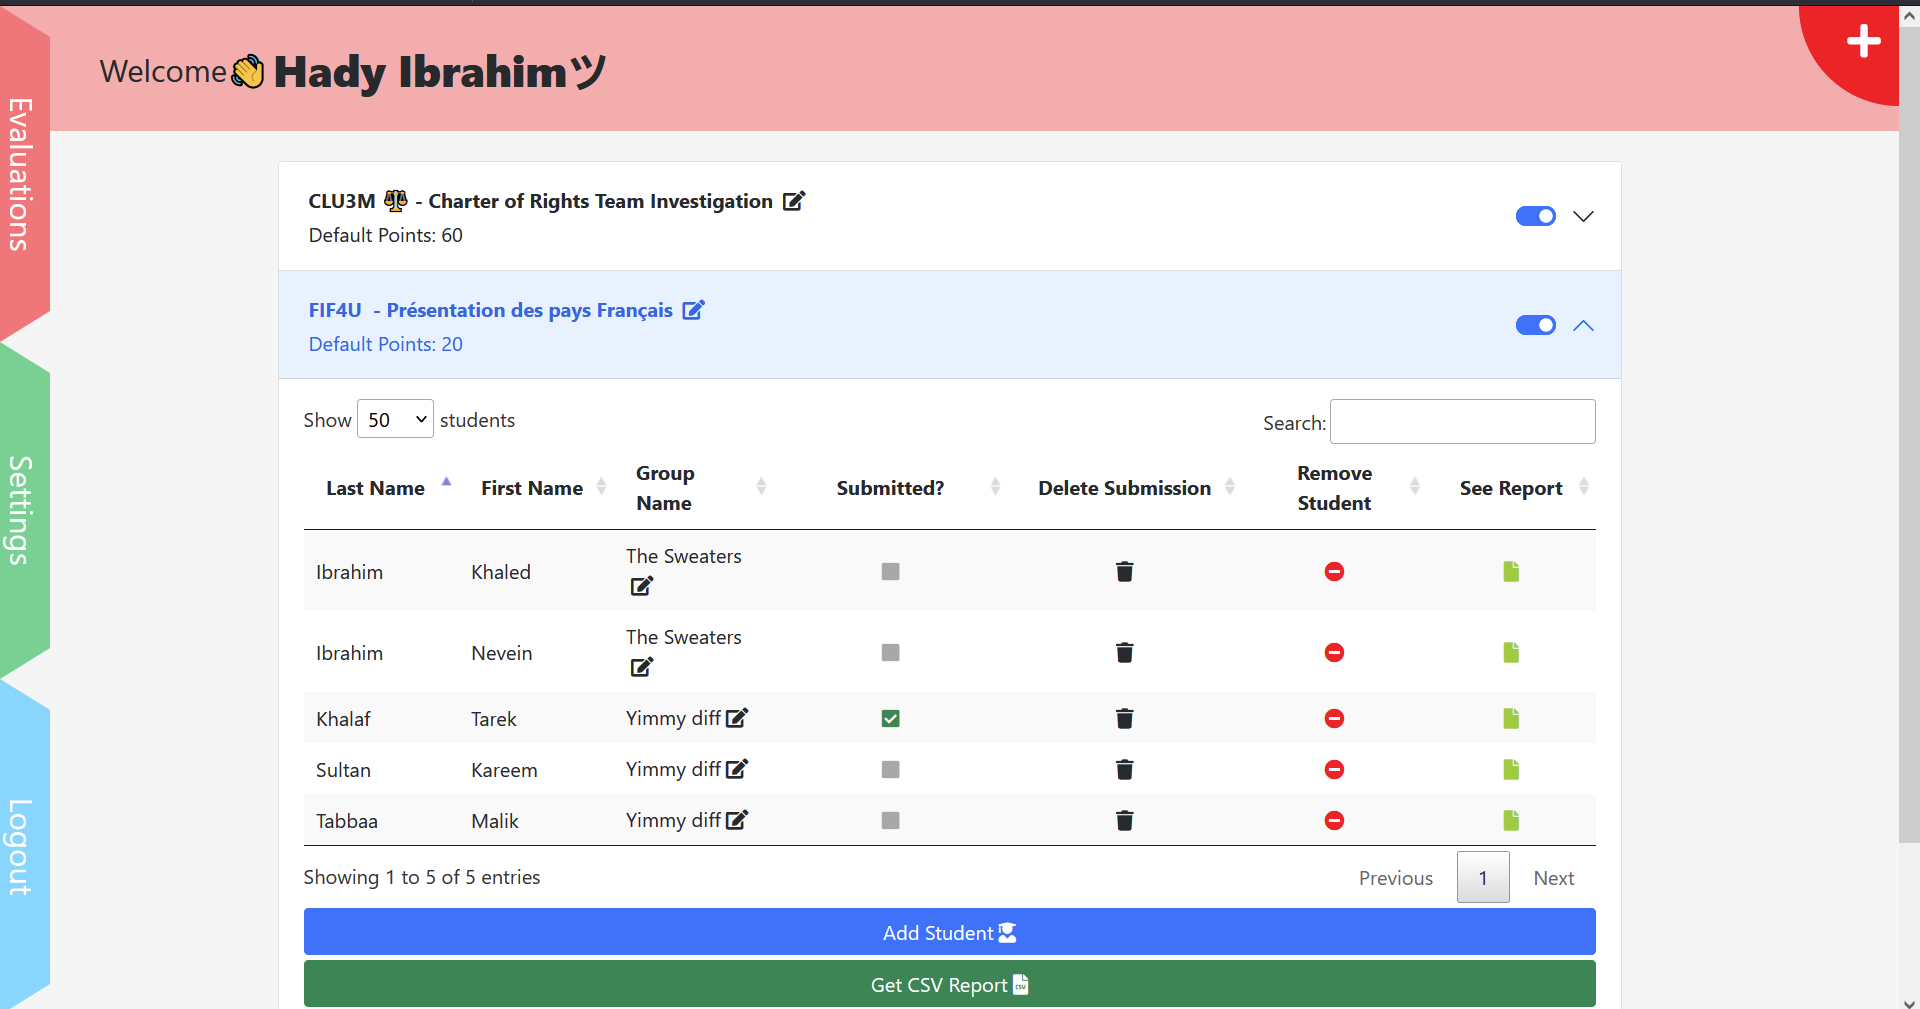 Welcome👋 Hady Ibrahimツ
Evaluations
Settings
Logout
CLU3M ⚖ - Charter of Rights Team Investigation
Default Points: 60
FIF4U - Présentation des pays Français
Default Points: 20
Show 50 students
Search:
Last Name First Name Group Name Submitted? Delete Submission Remove Student See Report
Ibrahim Khaled The Sweaters
Ibrahim Nevein The Sweaters
Khalaf Tarek Yimmy diff
Sultan Kareem Yimmy diff
Tabbaa Malik Yimmy diff
Showing 1 to 5 of 5 entries
Previous 1 Next
Add Student
Get CSV Report